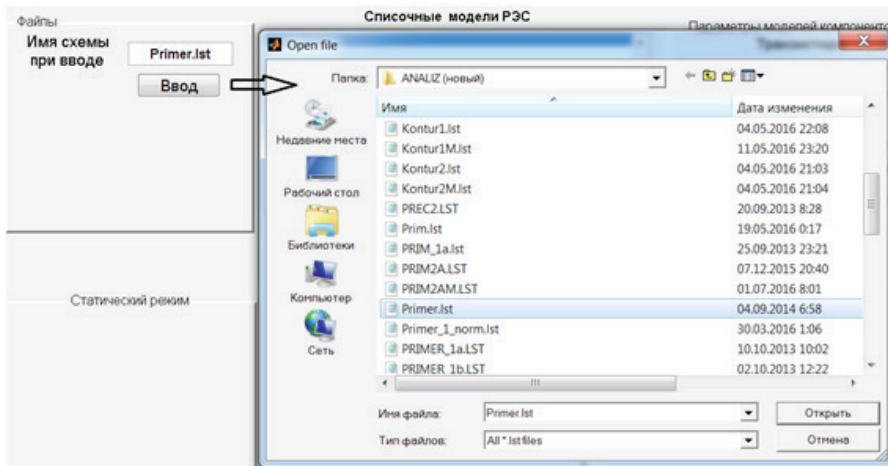 Файлы
Списочные модели РЭС
Параметры моделей компоненто
Имя схемы
при вводе
Primer.lst
Ввод
Open file
Папка:
ANALIZ (новый)
Недавние места
Рабочий стол
Библиотеки
Компьютер
Сеть
Имя
Дата изменения
Kontur1.lst
04.05.2016 22:08
Kontur1M.lst
11.05.2016 23:20
Kontur2.lst
04.05.2016 21:03
Kontur2M.lst
04.05.2016 21:04
PREC2.LST
20.09.2013 8:28
Prim.lst
19.05.2016 0:17
PRIM_1a.lst
25.09.2013 23:21
PRIM2A.LST
07.12.2015 20:40
PRIM2AM.LST
01.07.2016 8:01
Primer.lst
04.09.2014 6:58
Primer_1_norm.lst
30.03.2016 1:06
PRIMER_1a.LST
10.10.2013 10:02
PRIMER_1b.LST
02.10.2013 12:22
Статический режим
Имя файла:
Primer.lst
Открыть
Тип файлов:
All *.lst files
Отмена